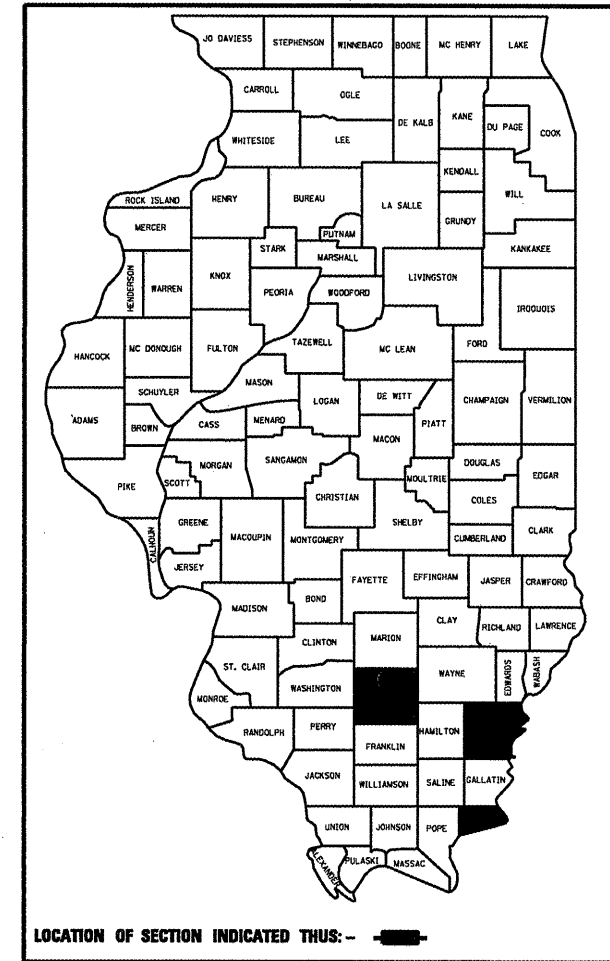 JO DAVIESS STEPHENSON WINNEBAGO BOONE MC HENRY LAKE
CARROLL OGLE DE KALB KANE DU PAGE COOK
WHITESIDE LEE
KENDALL WILL
ROCK ISLAND HENRY BUREAU LA SALLE GRUNDY
MERCER PUTNAM
STARK MARSHALL KANKAKEE
HENDERSON WARREN KNOX PEORIA WOODFORD LIVINGSTON IROQUOIS
HANCOCK MC DONOUGH FULTON TAZEWELL MC LEAN FORD
MASON
SCHUYLER LOGAN DE WITT CHAMPAIGN VERMILION
ADAMS BROWN CASS MENARD MACON PIATT
PIKE SCOTT MORGAN SANGAMON MOULTRIE DOUGLAS EDGAR
CHRISTIAN COLES
GREENE MACOUPIN MONTGOMERY SHELBY CUMBERLAND CLARK
CALHOUN JERSEY
FAYETTE EFFINGHAM JASPER CRAWFORD
MADISON BOND
CLINTON MARION CLAY RICHLAND LAWRENCE
ST. CLAIR WAYNE EDWARDS WABASH
MONROE WASHINGTON
RANDOLPH PERRY HAMILTON
FRANKLIN
JACKSON WILLIAMSON SALINE GALLATIN
UNION JOHNSON POPE
ALEXANDER PULASKI MASSAC
LOCATION OF SECTION INDICATED THUS:-